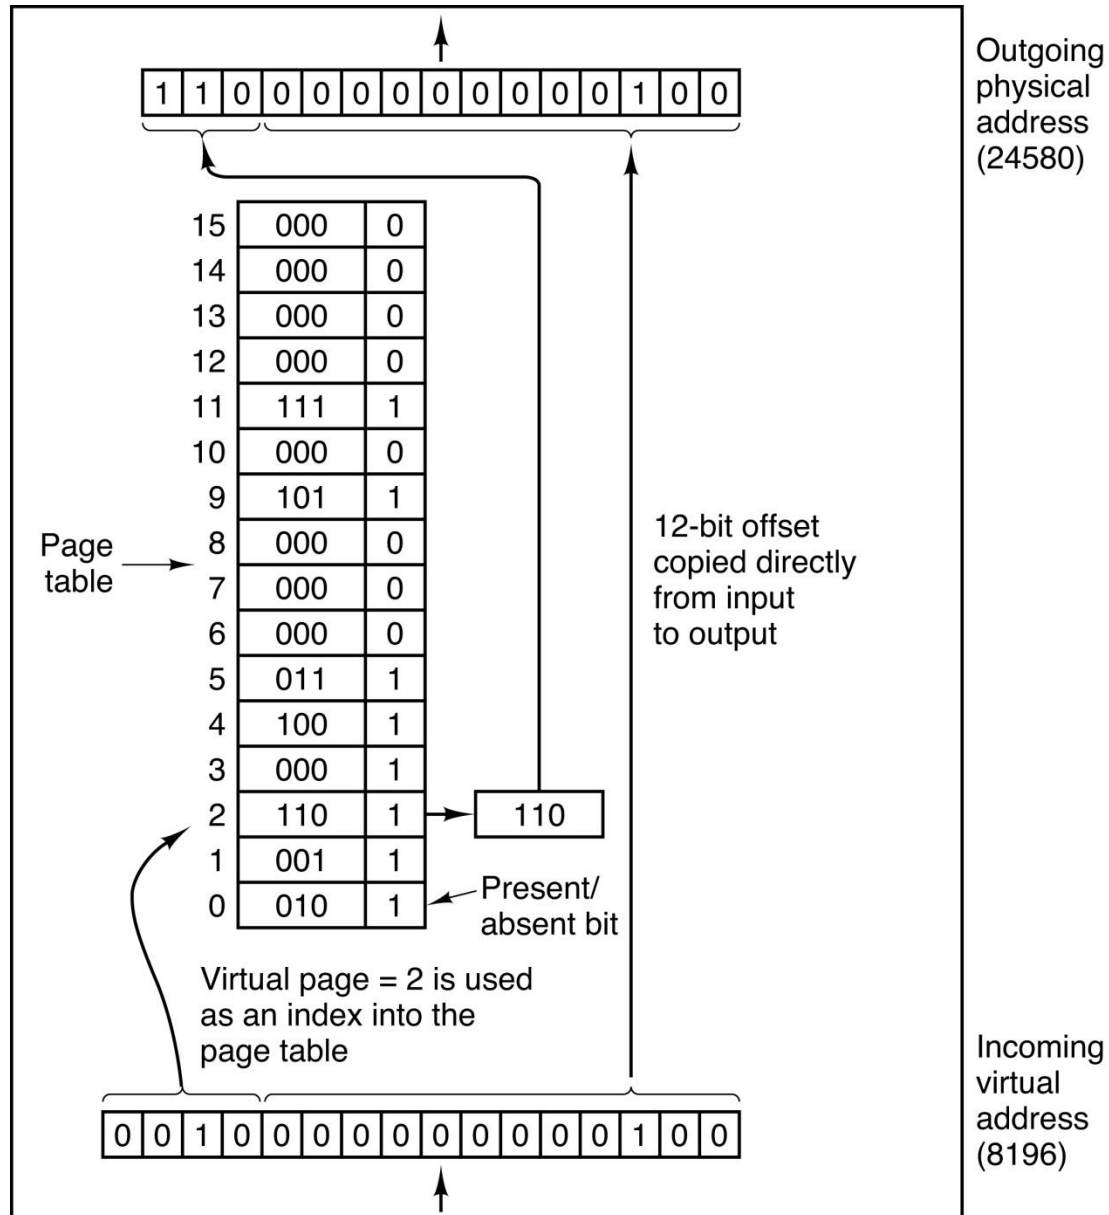 Outgoing
physical
address
(24580)
1 1 0 0 0 0 0 0 0 0 0 0 1 0 0
15 000 0
14 000 0
13 000 0
12 000 0
11 111 1
10 000 0
9 101 1
8 000 0
7 000 0
6 000 0
5 011 1
4 100 1
3 000 1
2 110 1 110
1 001 1
0 010 1
Page
table
12-bit offset
copied directly
from input
to output
Present/
absent bit
Virtual page = 2 is used
as an index into the
page table
0 0 1 0 0 0 0 0 0 0 0 0 0 1 0 0
Incoming
virtual
address
(8196)